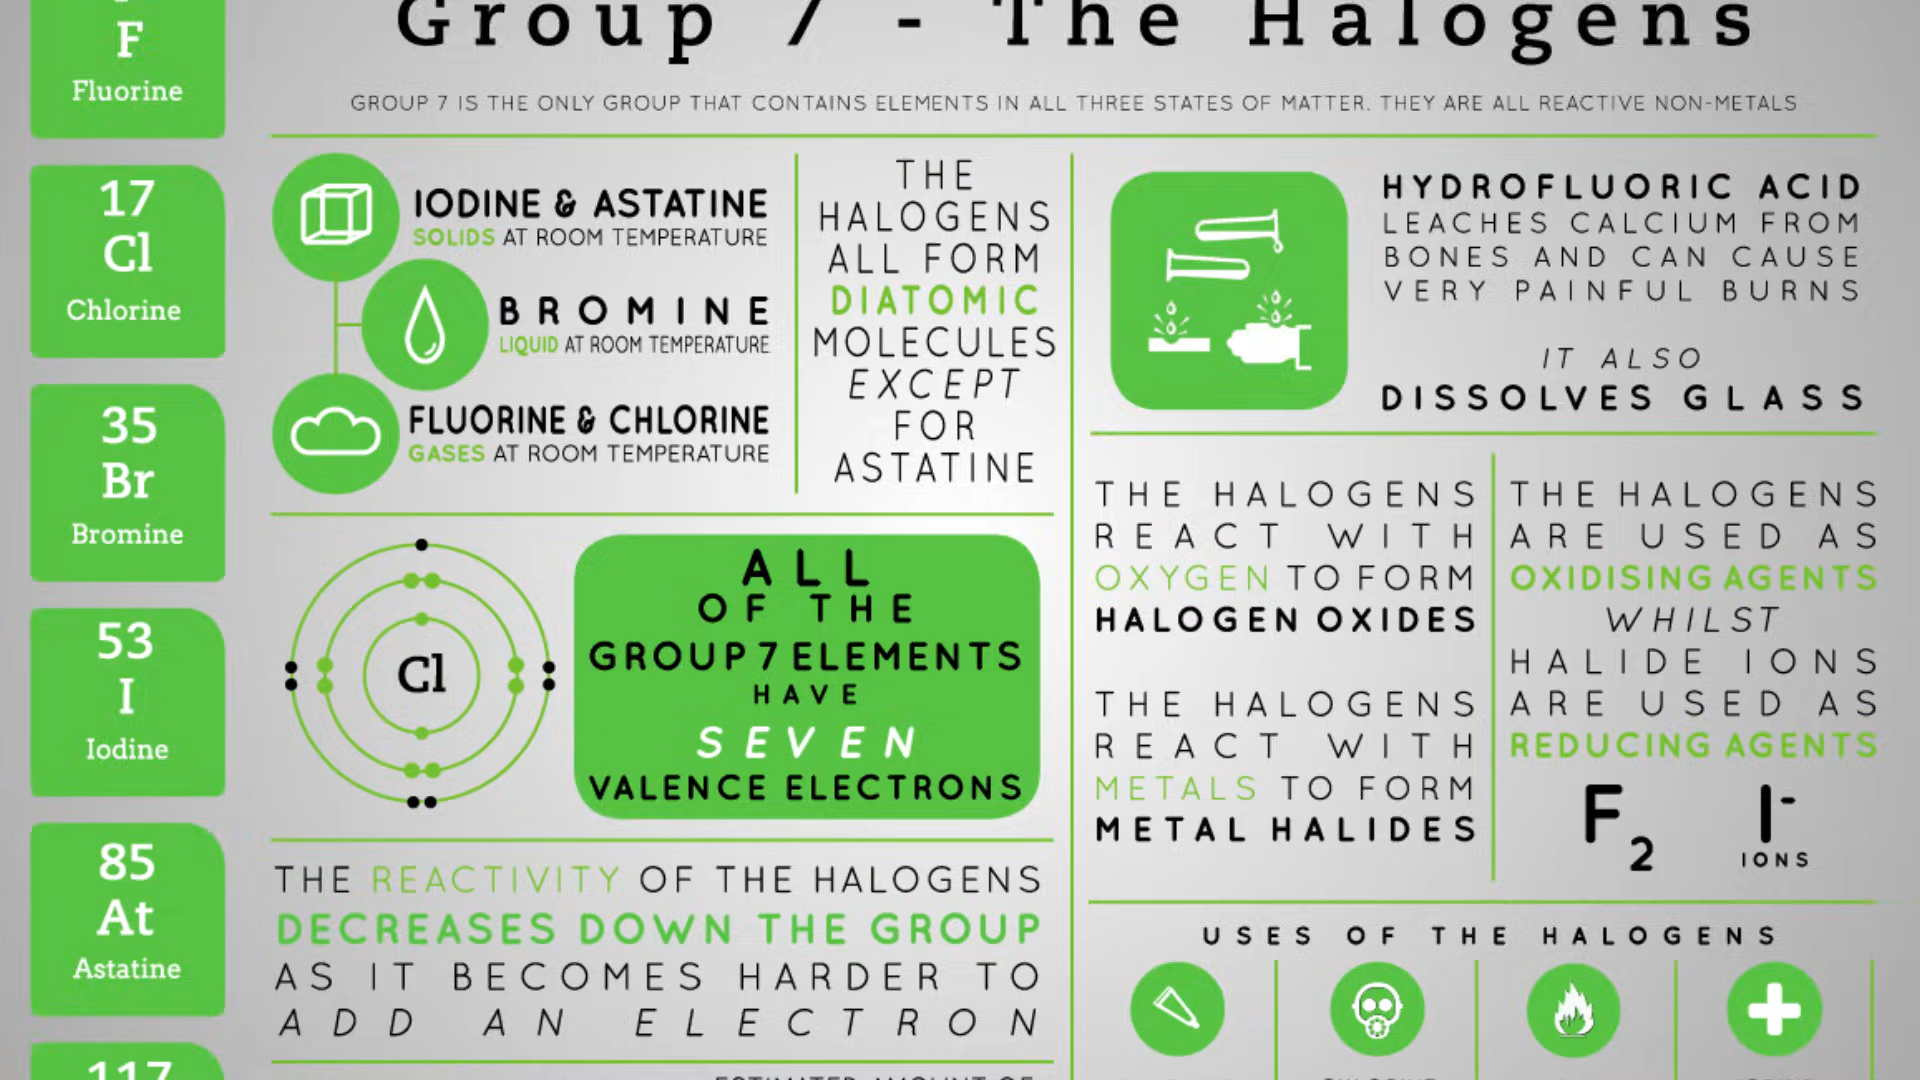 Group 7 - The Halogens
GROUP 7 IS THE ONLY GROUP THAT CONTAINS ELEMENTS IN ALL THREE STATES OF MATTER. THEY ARE ALL REACTIVE NON-METALS
F
Fluorine
17
Cl
Chlorine
35
Br
Bromine
53
I
Iodine
85
At
Astatine
117
IODINE & ASTATINE
SOLIDS AT ROOM TEMPERATURE
BROMINE
LIQUID AT ROOM TEMPERATURE
FLUORINE & CHLORINE
GASES AT ROOM TEMPERATURE
THE
HALOGENS
ALL FORM
DIATOMIC
MOLECULES
EXCEPT
FOR
ASTATINE
HYDROFLUORIC ACID
LEACHES CALCIUM FROM
BONES AND CAN CAUSE
VERY PAINFUL BURNS
IT ALSO
DISSOLVES GLASS
Cl
ALL
OF THE
GROUP 7 ELEMENTS
HAVE
SEVEN
VALENCE ELECTRONS
THE HALOGENS
REACT WITH
OXYGEN TO FORM
HALOGEN OXIDES
THE HALOGENS
REACT WITH
METALS TO FORM
METAL HALIDES
THE HALOGENS
ARE USED AS
OXIDISING AGENTS
WHILST
HALIDE IONS
ARE USED AS
REDUCING AGENTS
F2 I-
IONS
THE REACTIVITY OF THE HALOGENS
DECREASES DOWN THE GROUP
AS IT BECOMES HARDER TO
ADD AN ELECTRON
USES OF THE HALOGENS
ESTIMATED AMOUNT OF